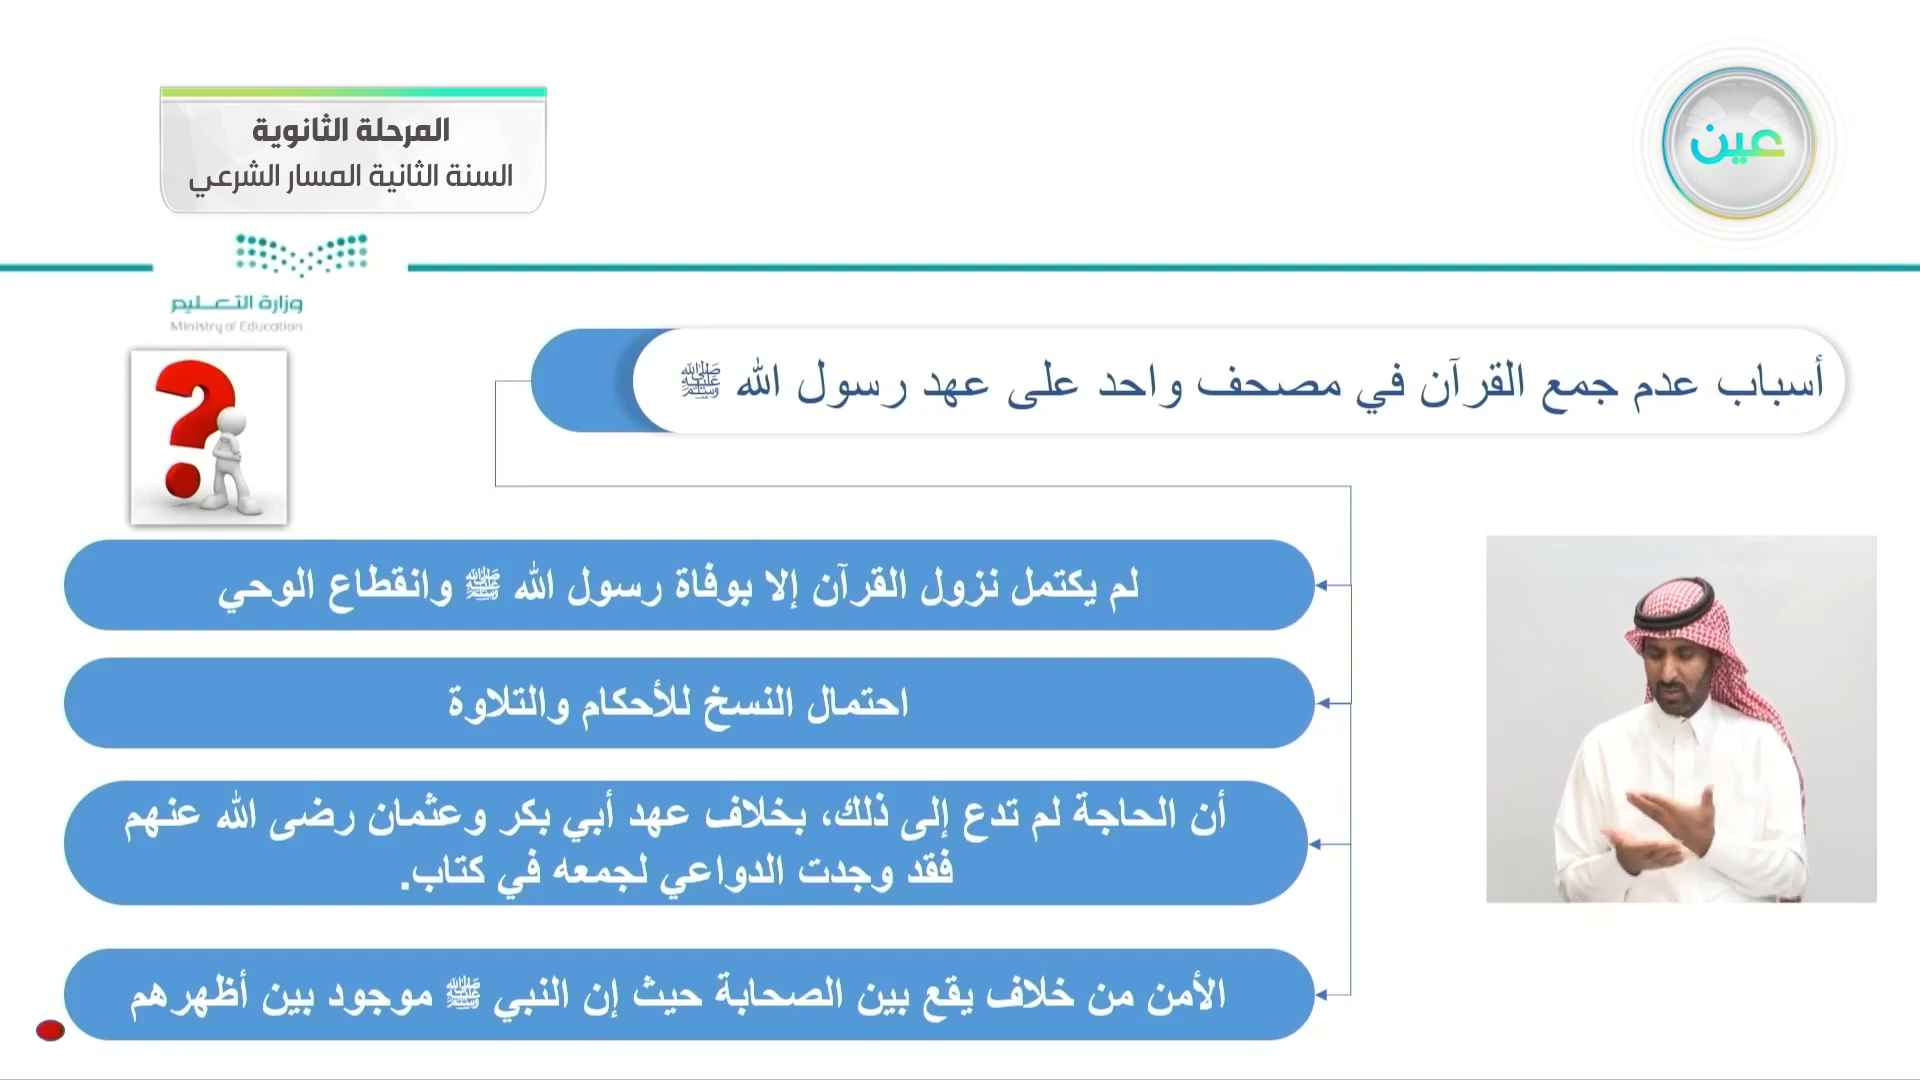 المرحلة الثانوية
السنة الثانية المسار الشرعي
عين
وزارة التعـــليم
Ministry of Education
أسباب عدم جمع القرآن في مصحف واحد على عهد رسول الله ﷺ
لم يكتمل نزول القرآن إلا بوفاة رسول الله ﷺ وانقطاع الوحي
احتمال النسخ للأحكام والتلاوة
أن الحاجة لم تدع إلى ذلك، بخلاف عهد أبي بكر وعثمان رضى الله عنهم
فقد وجدت الدواعي لجمعه في كتاب.
الأمن من خلاف يقع بين الصحابة حيث إن النبي ﷺ موجود بين أظهرهم